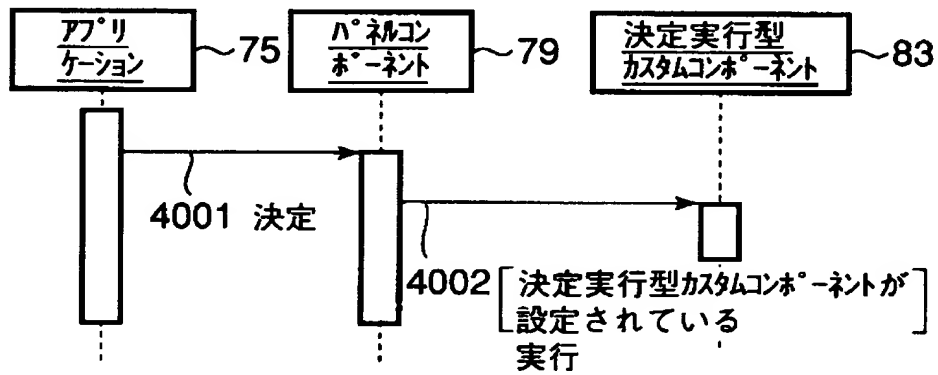 アプリ
ケーション
75
パネルコン
ポーネント
79
決定実行型
カスタムコンポーネント
83
4001 決定
4002
[決定実行型カスタムコンポーネントが
設定されている]
実行